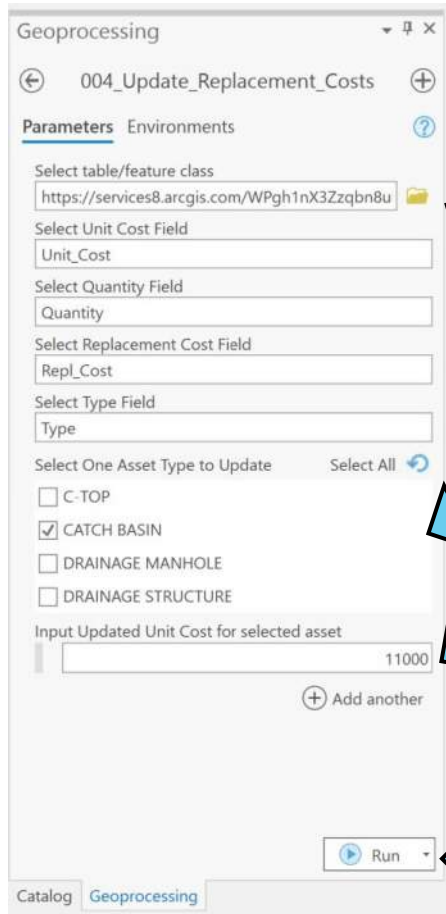 Geoprocessing
004_Update_Replacement_Costs
Parameters Environments
Select table/feature class
https://services8.arcgis.com/WPgh1nX3Zzqbn8u
Select Unit Cost Field
Unit_Cost
Select Quantity Field
Quantity
Select Replacement Cost Field
Repl_Cost
Select Type Field
Type
Select One Asset Type to Update Select All
C-TOP
CATCH BASIN
DRAINAGE MANHOLE
DRAINAGE STRUCTURE
Input Updated Unit Cost for selected asset
11000
Add another
Run
Catalog Geoprocessing